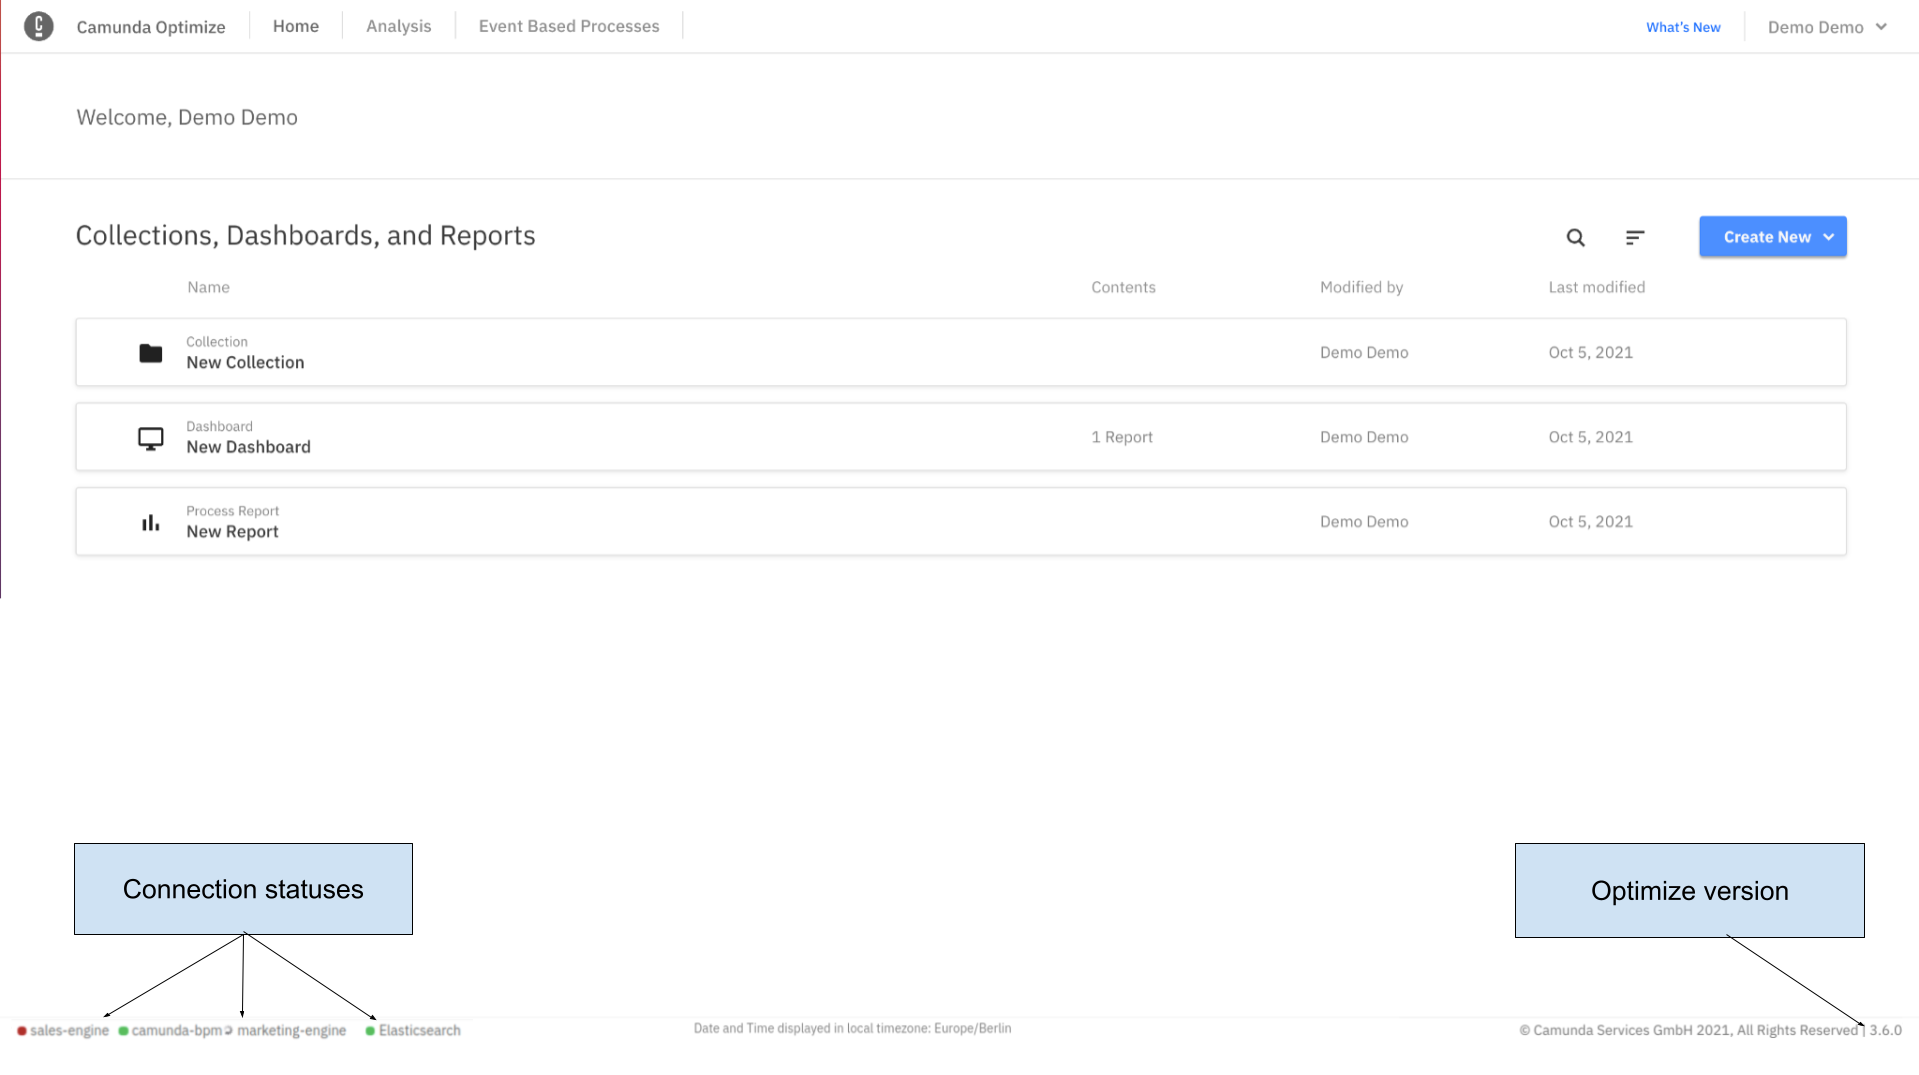 Camunda Optimize Home Analysis Event Based Processes What's New Demo Demo
Welcome, Demo Demo
Collections, Dashboards, and Reports Create New
Name Contents Modified by Last modified
Collection
New Collection Demo Demo Oct 5, 2021
Dashboard
New Dashboard 1 Report Demo Demo Oct 5, 2021
Process Report
New Report Demo Demo Oct 5, 2021
Connection statuses Optimize version
sales-engine camunda-bpm marketing-engine Elasticsearch Date and Time displayed in local timezone: Europe/Berlin © Camunda Services GmbH 2021, All Rights Reserved | 3.6.0